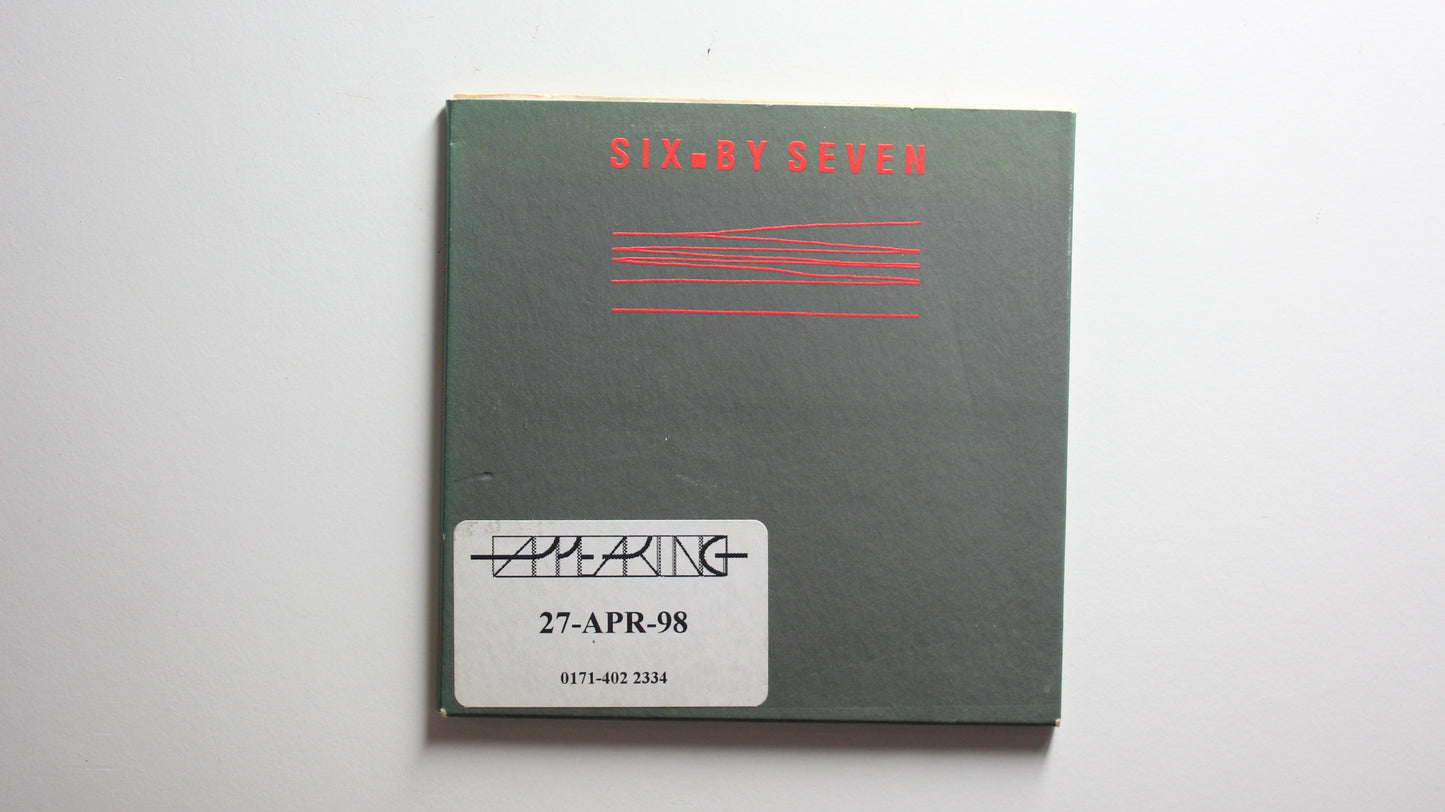 SIX BY SEVEN
APPEARING
27-APR-98
0171-402 2334